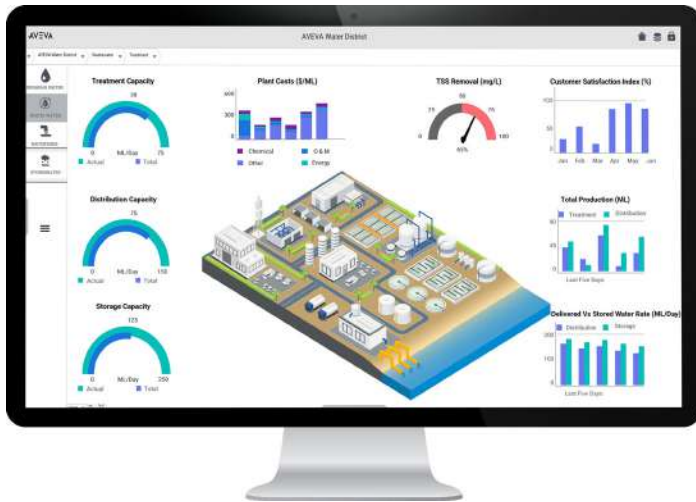 AVEVA
AVEVA Water District
Treatment Capacity
38
0 ML/Day 75
Actual Total
Plant Costs ($/ML)
600
300
0
Chemical O & M
Other Energy
TSS Removal (mg/L)
50
25 75
0 100
65%
Customer Satisfaction Index (%)
100
50
0
Jan Feb Mar Apr May Jun
Distribution Capacity
75
0 ML/Day 150
Actual Total
Total Production (ML)
Treatment Distribution
0
Last Five Days
Storage Capacity
125
0 ML/Day 250
Actual Total
Delivered Vs Stored Water Rate (ML/Day)
Distribution Storage
200
100
0
Last Five Days